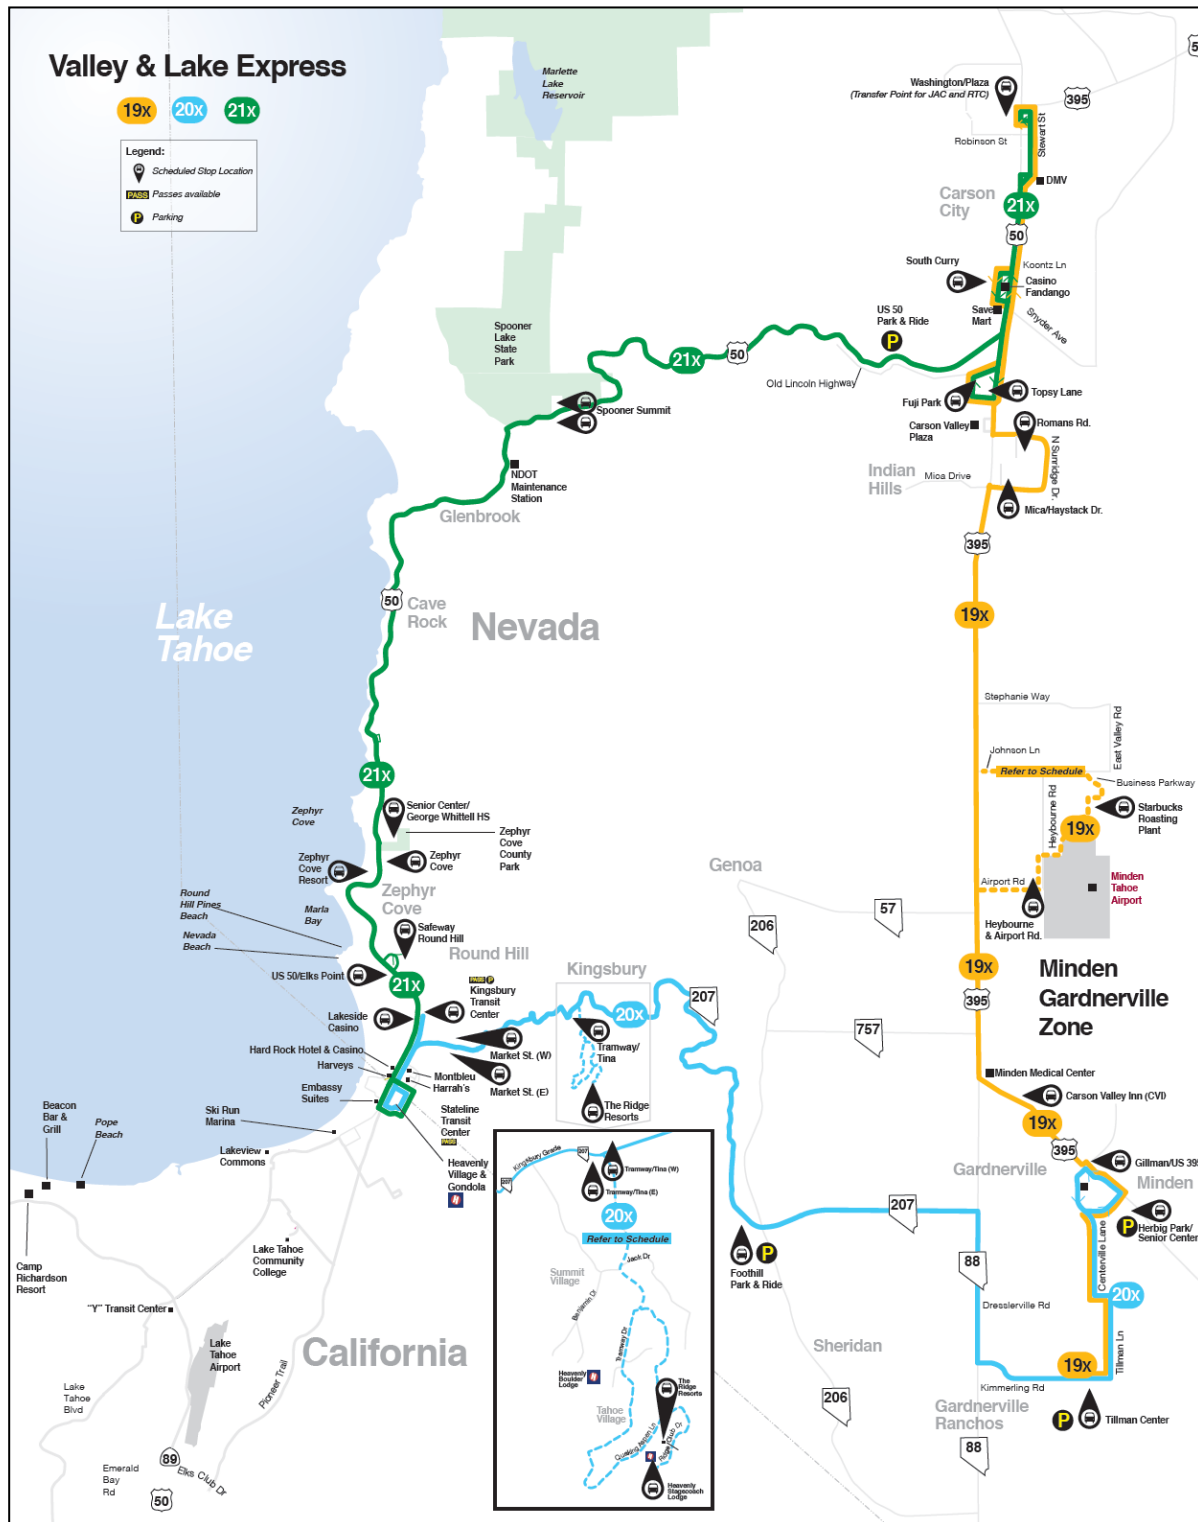 Valley & Lake Express
19x
20x
21x
Legend:
Scheduled Stop Location
PASS Passes available
P Parking
Marlette
Lake
Reservoir
Washington/Plaza
(Transfer Point for JAC and RTC)
395
5
Robinson St
Stewart St
DMV
Carson
City
21x
50
South Curry
Koontz Ln
Casino
Fandango
US 50
Park & Ride
P
Save
Mart
Snyder Ave
Spooner
Lake
State
Park
21x
50
Old Lincoln Highway
Fuji Park
Topsy Lane
Spooner Summit
Carson Valley
Plaza
Romans Rd.
N Sunridge Dr.
NDOT
Maintenance
Station
Indian
Hills
Mica Drive
Mica/Haystack Dr.
Glenbrook
395
50
Cave
Rock
Lake
Tahoe
Nevada
19x
Stephanie Way
East Valley Rd
Johnson Ln
Refer to Schedule
Business Parkway
21x
Heybourne Rd
Starbucks
Roasting
Plant
19x
Zephyr
Cove
Senior Center/
George Whittell HS
Zephyr
Cove
County
Park
Zephyr
Cove
Resort
Zephyr
Cove
Genoa
Airport Rd
Minden
Tahoe
Airport
Round
Hill Pines
Beach
Zephyr
Cove
Marla
Bay
57
206
Heybourne
& Airport Rd.
Safeway
Round Hill
Nevada
Beach
Round Hill
US 50/Elks Point
21x
PASS P
Kingsbury
Transit
Center
Kingsbury
207
19x
395
Minden
Gardnerville
Zone
Lakeside
Casino
20x
757
Tramway/
Tina
Hard Rock Hotel & Casino
Harveys
Market St. (W)
Montbleu
Harrah's
Market St. (E)
Minden Medical Center
Embassy
Suites
The Ridge
Resorts
Carson Valley Inn (CVI)
19x
395
Beacon
Bar &
Grill
Pope
Beach
Ski Run
Marina
Stateline
Transit
Center
PASS
Lakeview
Commons
Heavenly
Village &
Gondola
Gardnerville
Gillman/US 395
Minden
Kingsbury Grade
207
207
Tramway/Tina (W)
Tramway/Tina (E)
20x
Refer to Schedule
207
P
Herbig Park/
Senior Center
Centerville Lane
Camp
Richardson
Resort
Lake Tahoe
Community
College
Jack Dr
Summit
Village
Foothill
Park & Ride
P
88
20x
"Y" Transit Center
Benjamin Dr
Dresslerville Rd
Tillman Ln
Lake
Tahoe
Airport
California
Tramway Dr
Sheridan
19x
Kimmerling Rd
Lake
Tahoe
Blvd
Pioneer Trail
Heavenly
Boulder
Lodge
The
Ridge
Resorts
206
Gardnerville
Ranchos
P
Tillman Center
Tahoe
Village
Quaking Aspen Ln
Ridge Club Dr
88
89
Elks Club Dr
Emerald
Bay
Rd
50
Heavenly
Stagecoach
Lodge